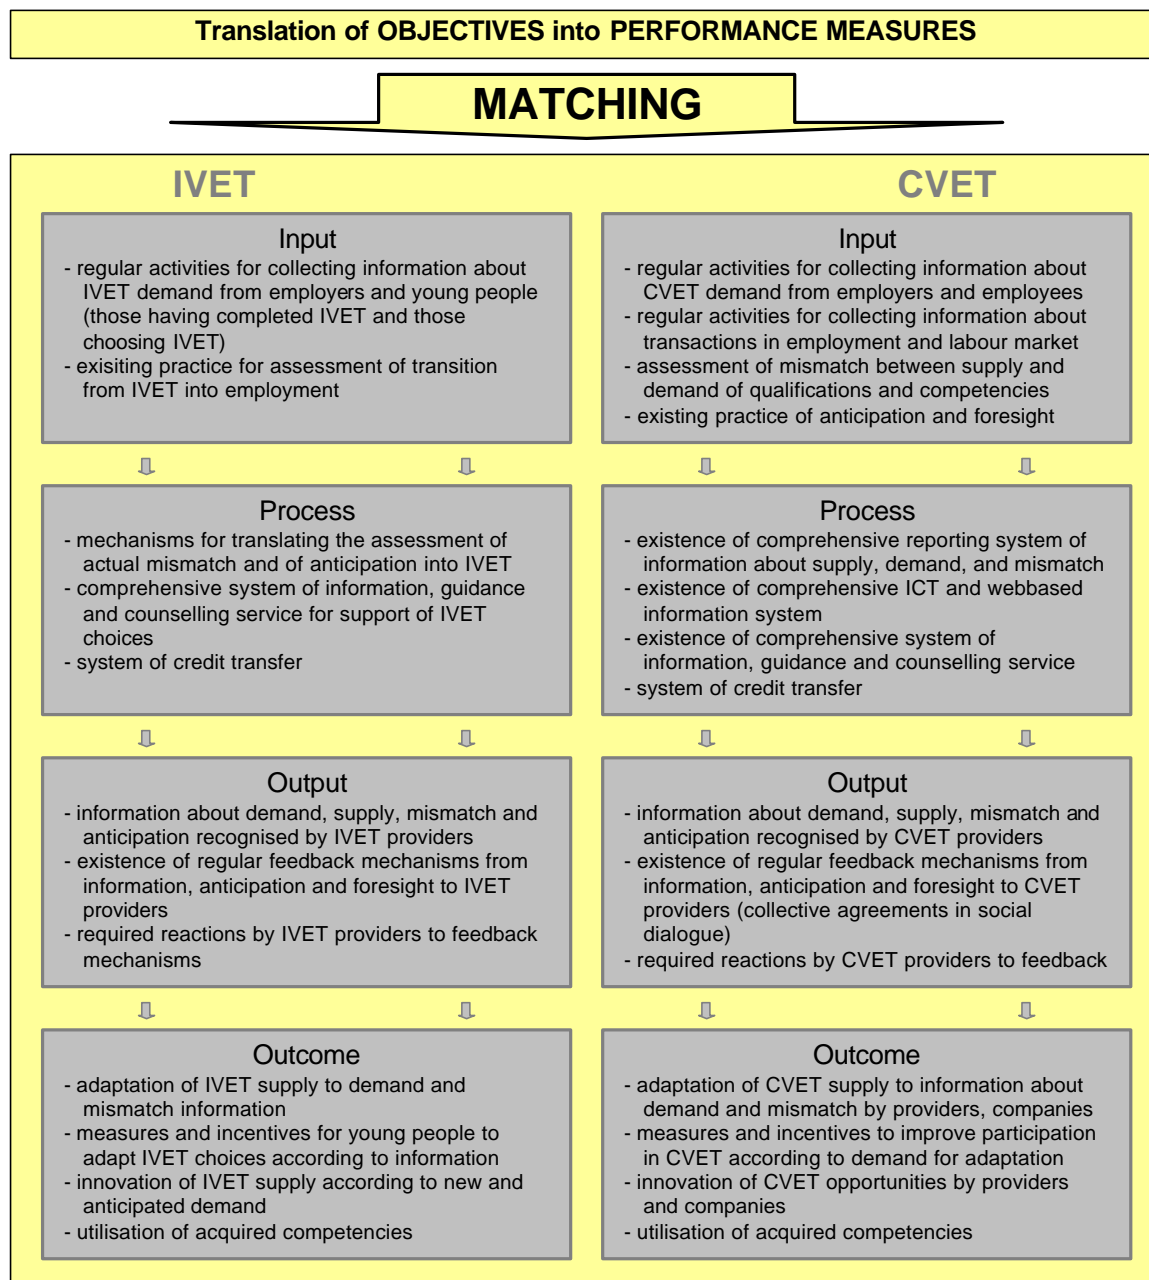 Translation of OBJECTIVES into PERFORMANCE MEASURES
MATCHING
IVET
Input
- regular activities for collecting information about
IVET demand from employers and young people
(those having completed IVET and those
choosing IVET)
- exisiting practice for assessment of transition
from IVET into employment
Process
- mechanisms for translating the assessment of
actual mismatch and of anticipation into IVET
- comprehensive system of information, guidance
and counselling service for support of IVET
choices
- system of credit transfer
Output
- information about demand, supply, mismatch and
anticipation recognised by IVET providers
- existence of regular feedback mechanisms from
information, anticipation and foresight to IVET
providers
- required reactions by IVET providers to feedback
mechanisms
Outcome
- adaptation of IVET supply to demand and
mismatch information
- measures and incentives for young people to
adapt IVET choices according to information
- innovation of IVET supply according to new and
anticipated demand
- utilisation of acquired competencies
CVET
Input
- regular activities for collecting information about
CVET demand from employers and employees
- regular activities for collecting information about
transactions in employment and labour market
- assessment of mismatch between supply and
demand of qualifications and competencies
- existing practice of anticipation and foresight
Process
- existence of comprehensive reporting system of
information about supply, demand, and mismatch
- existence of comprehensive ICT and webbased
information system
- existence of comprehensive system of
information, guidance and counselling service
- system of credit transfer
Output
- information about demand, supply, mismatch and
anticipation recognised by CVET providers
- existence of regular feedback mechanisms from
information, anticipation and foresight to CVET
providers (collective agreements in social
dialogue)
- required reactions by CVET providers to feedback
Outcome
- adaptation of CVET supply to information about
demand and mismatch by providers, companies
- measures and incentives to improve participation
in CVET according to demand for adaptation
- innovation of CVET opportunities by providers
and companies
- utilisation of acquired competencies